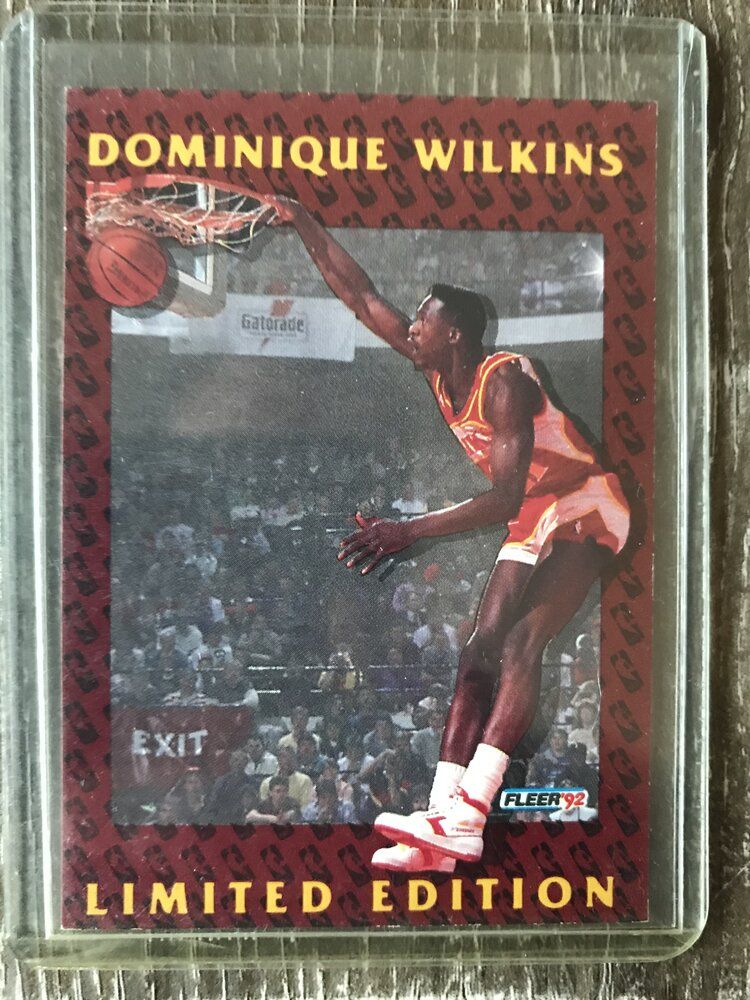 DOMINIQUE WILKINS
Gatorade
EXIT
FLEER '92
LIMITED EDITION